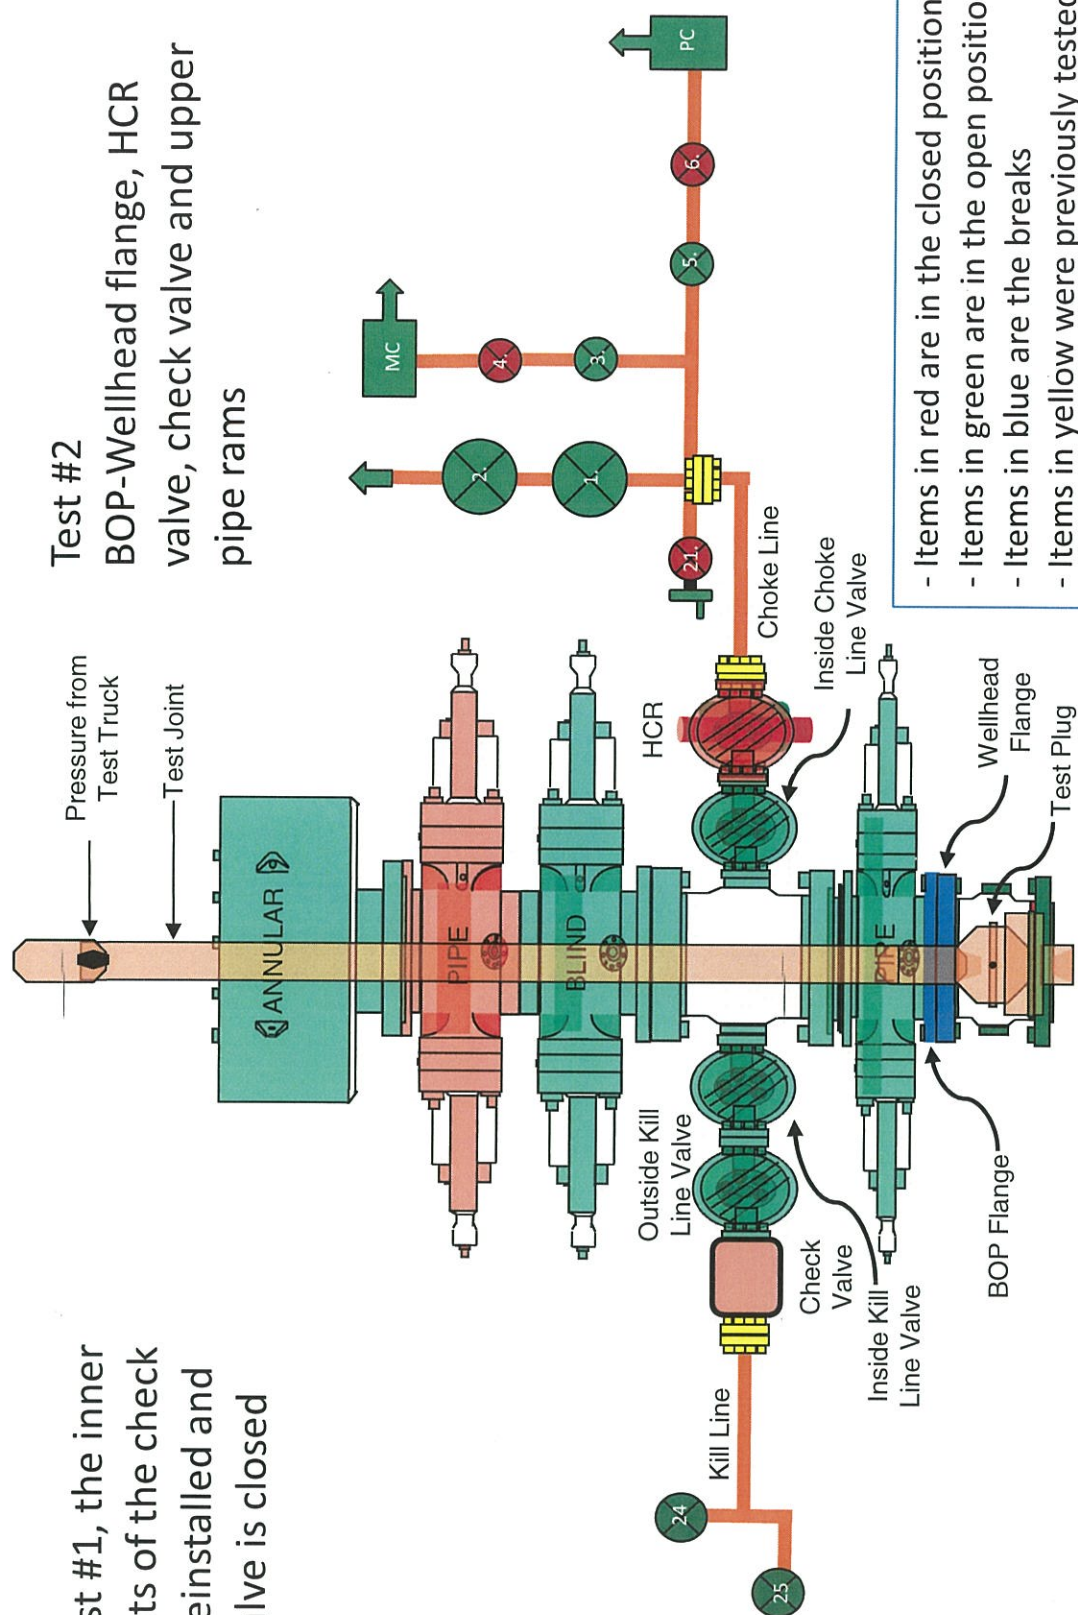 st #1, the inner
ts of the check
einstalled and
lve is closed
Test #2
BOP-Wellhead flange, HCR
valve, check valve and upper
pipe rams
Pressure from
Test Truck
Test Joint
ANNULAR
PIPE
BLIND
PIPE
MC
PC
1.
2.
3.
4.
5.
6.
21.
24
25
HCR
Choke Line
Inside Choke
Line Valve
Outside Kill
Line Valve
Kill Line
Check
Valve
Inside Kill
Line Valve
BOP Flange
Wellhead
Flange
Test Plug
- Items in red are in the closed position
- Items in green are in the open positio
- Items in blue are the breaks
- Items in yellow were previously tested